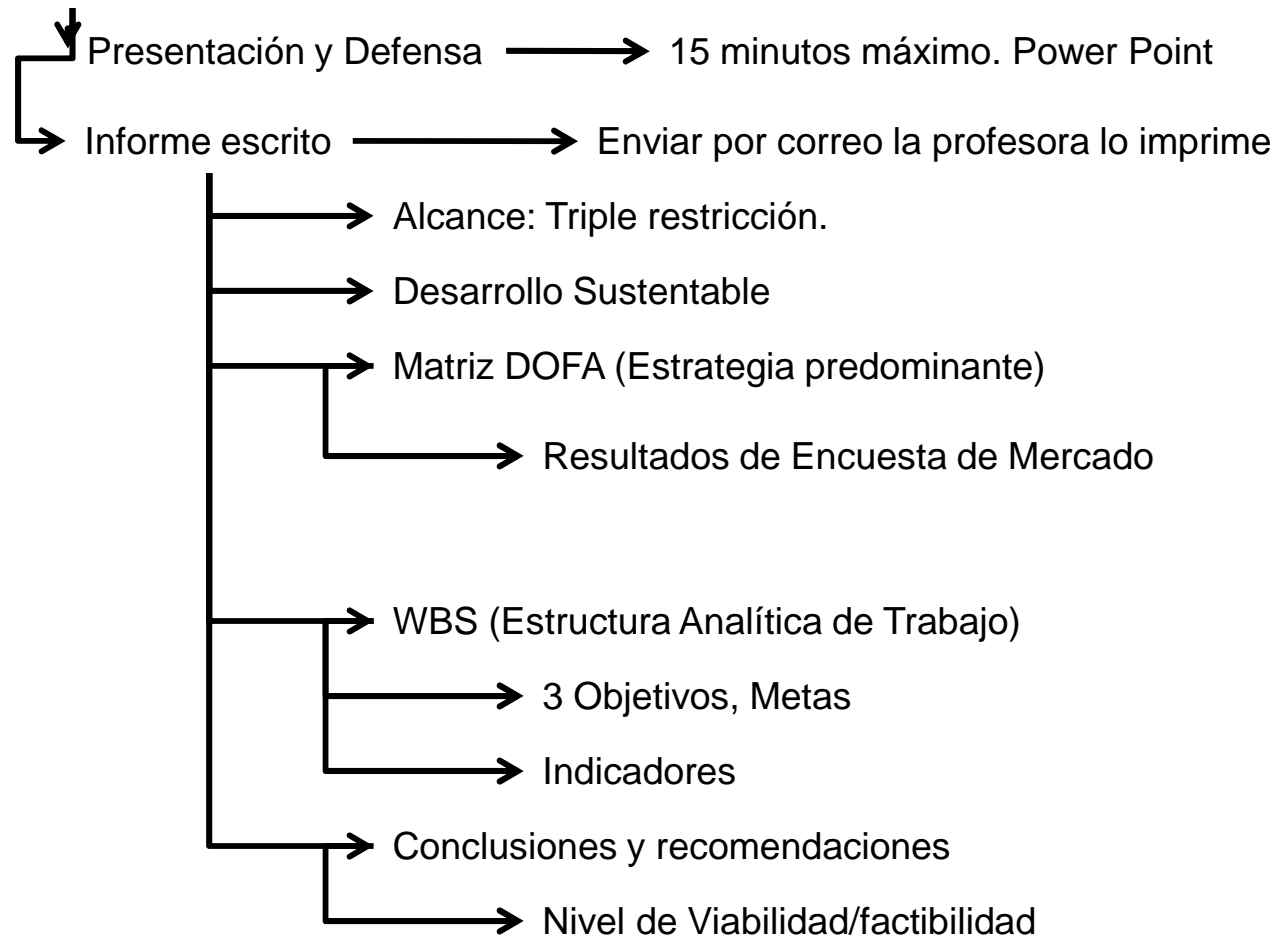 Presentación y Defensa
15 minutos máximo. Power Point
Informe escrito
Enviar por correo la profesora lo imprime
Alcance: Triple restricción.
Desarrollo Sustentable
Matriz DOFA (Estrategia predominante)
Resultados de Encuesta de Mercado
WBS (Estructura Analítica de Trabajo)
3 Objetivos, Metas
Indicadores
Conclusiones y recomendaciones
Nivel de Viabilidad/factibilidad